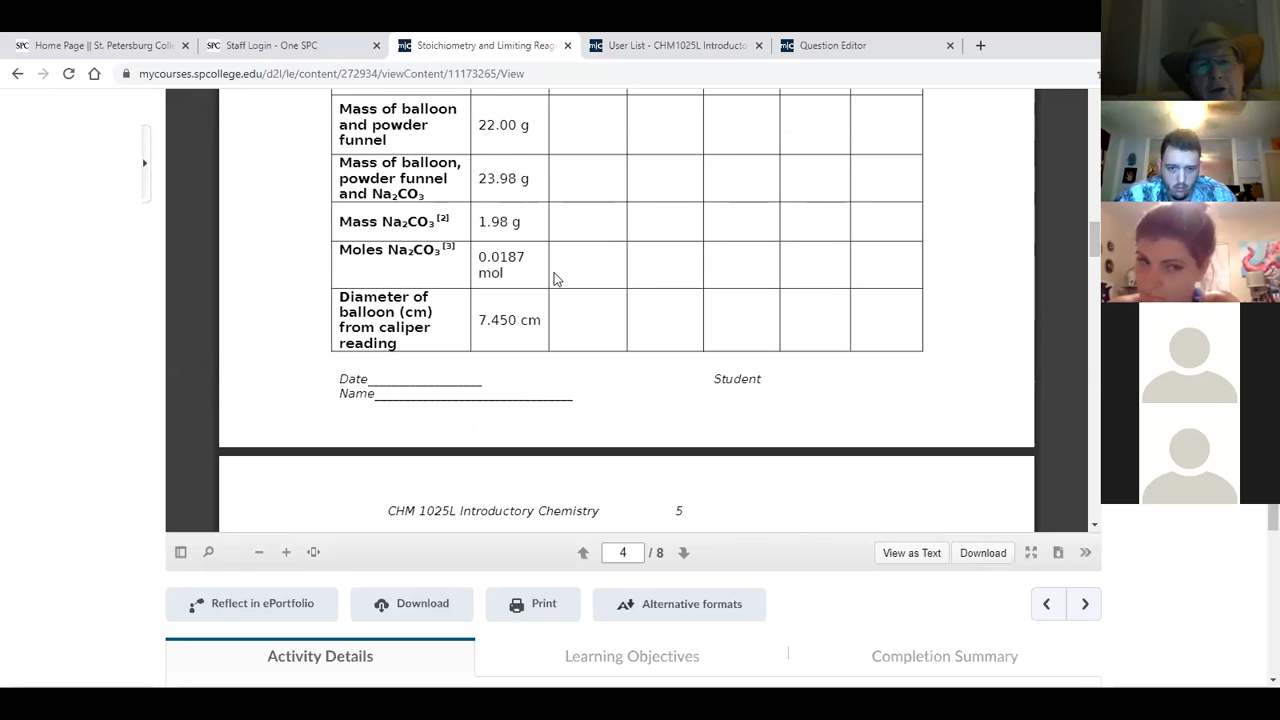 Home Page || St. Petersburg Coll
Staff Login - One SPC
Stoichiometry and Limiting Reag
User List - CHM1025L Introducto
Question Editor
mycourses.spcollege.edu/d2l/le/content/272934/viewContent/11173265/View
Mass of balloon
and powder
funnel
22.00 g
Mass of balloon,
powder funnel
and Na₂CO₃
23.98 g
Mass Na₂CO₃ [2]
1.98 g
Moles Na₂CO₃ [3]
0.0187
mol
Diameter of
balloon (cm)
from caliper
reading
7.450 cm
Date__________________ Student
Name________________________________
CHM 1025L Introductory Chemistry 5
4 / 8
View as Text
Download
Reflect in ePortfolio
Download
Print
Alternative formats
Activity Details
Learning Objectives
Completion Summary